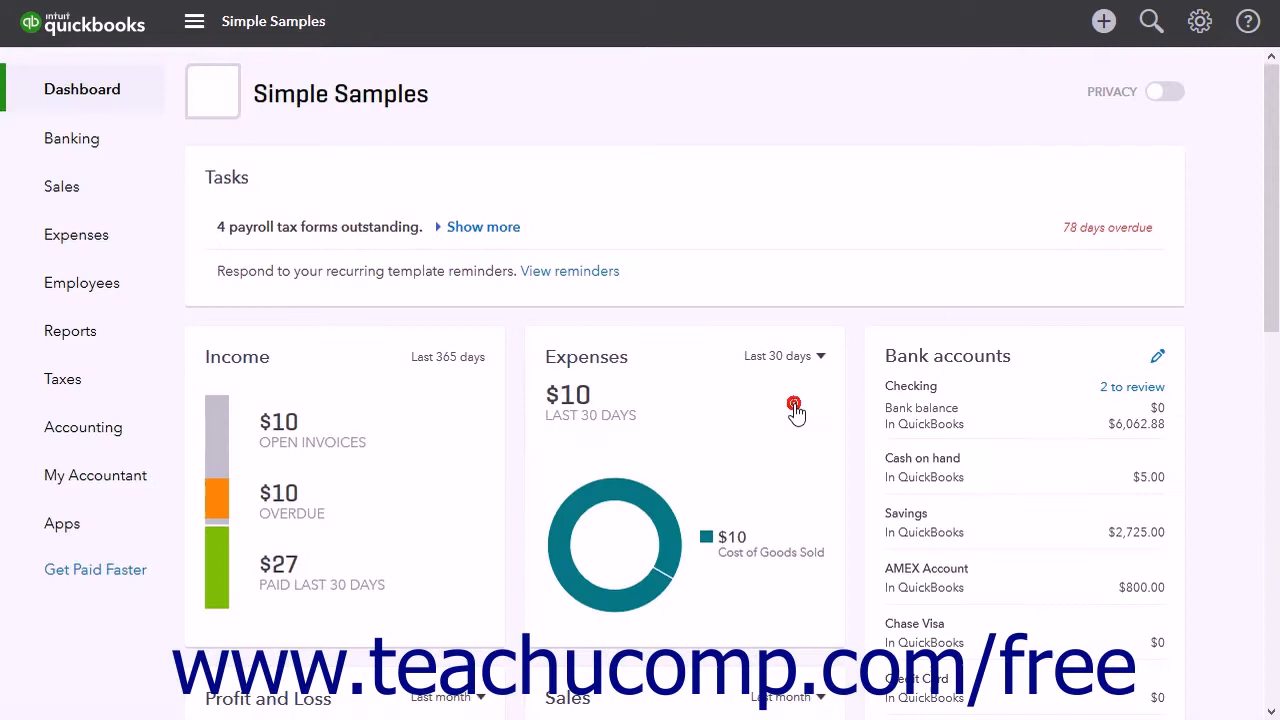 intuit
quickbooks
Simple Samples
Dashboard
Banking
Sales
Expenses
Employees
Reports
Taxes
Accounting
My Accountant
Apps
Get Paid Faster
Simple Samples
PRIVACY
Tasks
4 payroll tax forms outstanding. Show more 78 days overdue
Respond to your recurring template reminders. View reminders
Income Last 365 days
$10
OPEN INVOICES
$10
OVERDUE
$27
PAID LAST 30 DAYS
Expenses Last 30 days
$10
LAST 30 DAYS
$10
Cost of Goods Sold
Bank accounts
Checking 2 to review
Bank balance $0
In QuickBooks $6,062.88
Cash on hand
In QuickBooks $5.00
Savings
In QuickBooks $2,725.00
AMEX Account
In QuickBooks $800.00
Chase Visa
In QuickBooks $0
Credit Card
In QuickBooks $0
Profit and Loss Last month
Sales Last month
www.teachucomp.com/free